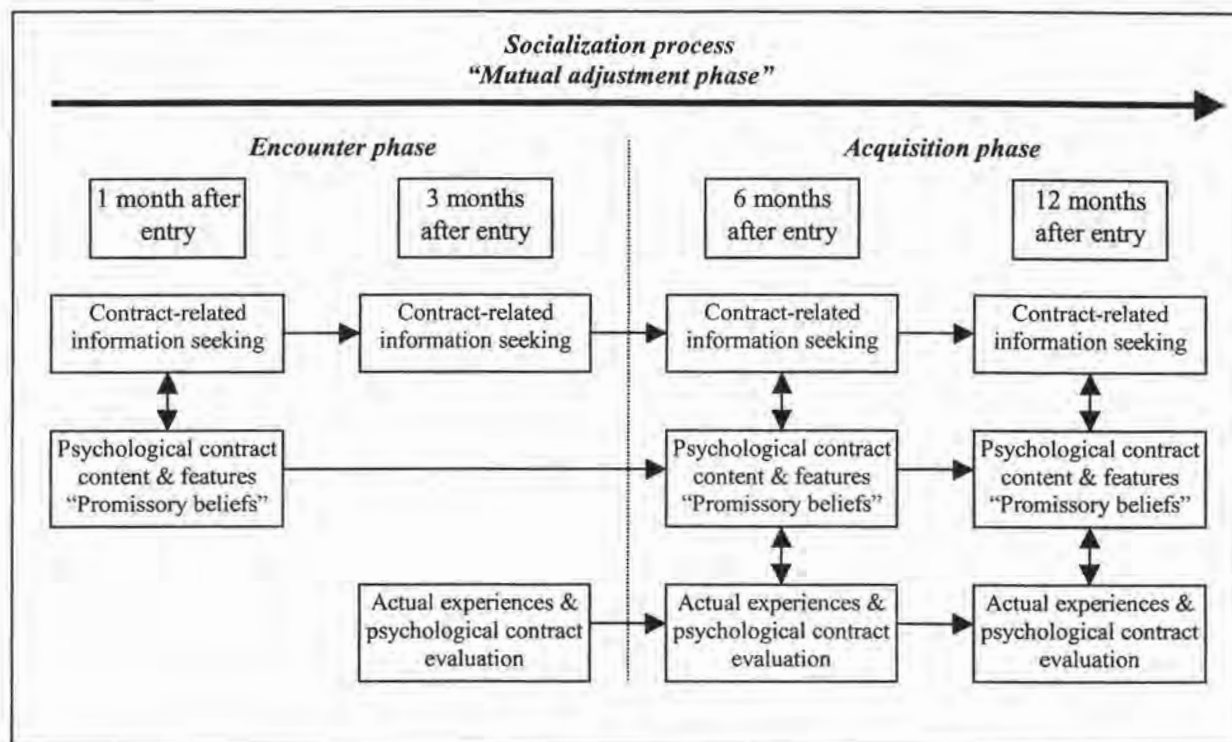 Socialization process
“Mutual adjustment phase”
Encounter phase
Acquisition phase
1 month after
entry
3 months
after entry
6 months
after entry
12 months
after entry
Contract-related
information seeking
Contract-related
information seeking
Contract-related
information seeking
Contract-related
information seeking
Psychological contract
content & features
“Promissory beliefs”
Psychological contract
content & features
“Promissory beliefs”
Psychological contract
content & features
“Promissory beliefs”
Actual experiences &
psychological contract
evaluation
Actual experiences &
psychological contract
evaluation
Actual experiences &
psychological contract
evaluation